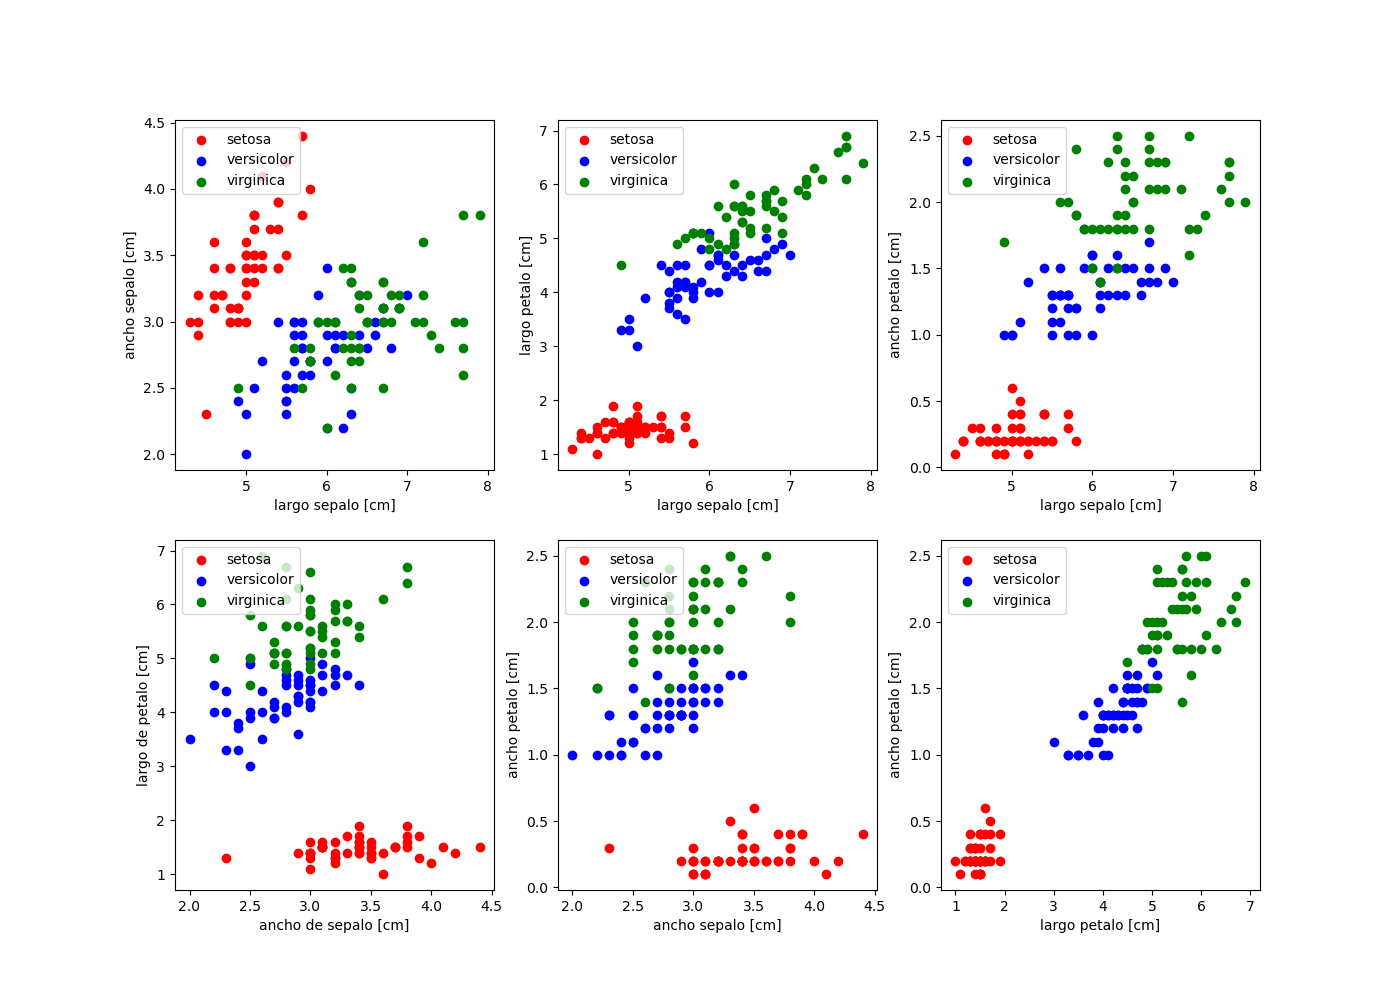 setosa
versicolor
virginica
4.5
4.0
3.5
3.0
2.5
2.0
ancho sepalo [cm]
5 6 7 8
largo sepalo [cm]
setosa
versicolor
virginica
7
6
5
4
3
2
1
largo petalo [cm]
5 6 7 8
largo sepalo [cm]
setosa
versicolor
virginica
2.5
2.0
1.5
1.0
0.5
0.0
ancho petalo [cm]
5 6 7 8
largo sepalo [cm]
setosa
versicolor
virginica
7
6
5
4
3
2
1
largo de petalo [cm]
2.0 2.5 3.0 3.5 4.0 4.5
ancho de sepalo [cm]
setosa
versicolor
virginica
2.5
2.0
1.5
1.0
0.5
0.0
ancho petalo [cm]
2.0 2.5 3.0 3.5 4.0 4.5
ancho sepalo [cm]
setosa
versicolor
virginica
2.5
2.0
1.5
1.0
0.5
0.0
ancho petalo [cm]
1 2 3 4 5 6 7
largo petalo [cm]